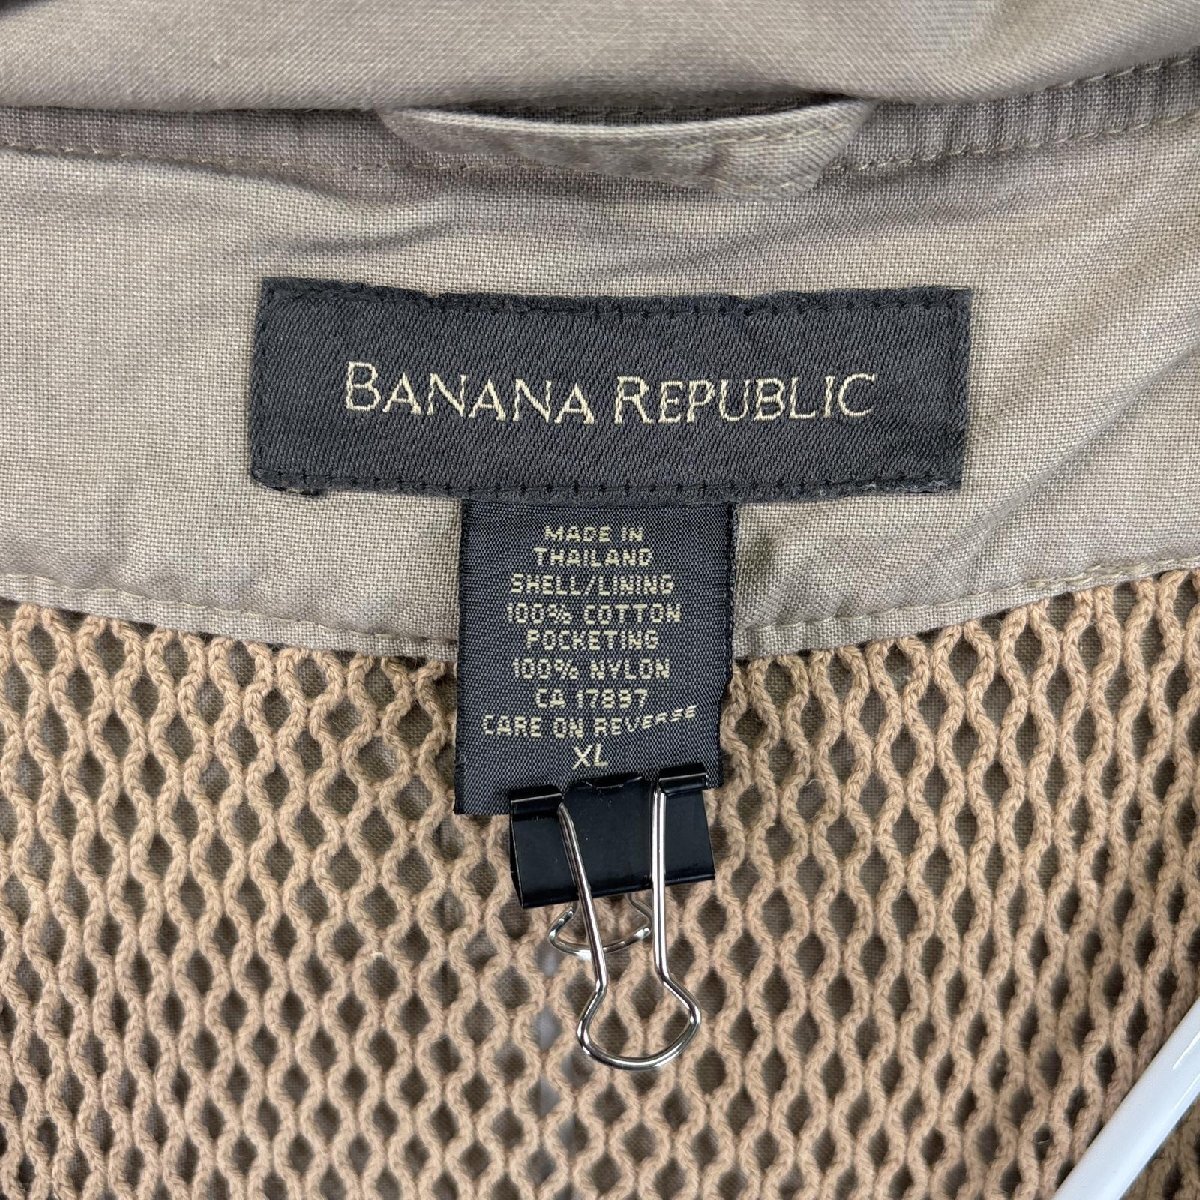 BANANA REPUBLIC
MADE IN
THAILAND
SHELL/LINING
100% COTTON
POCKETING
100% NYLON
CA 17897
CARE ON REVERSE
XL